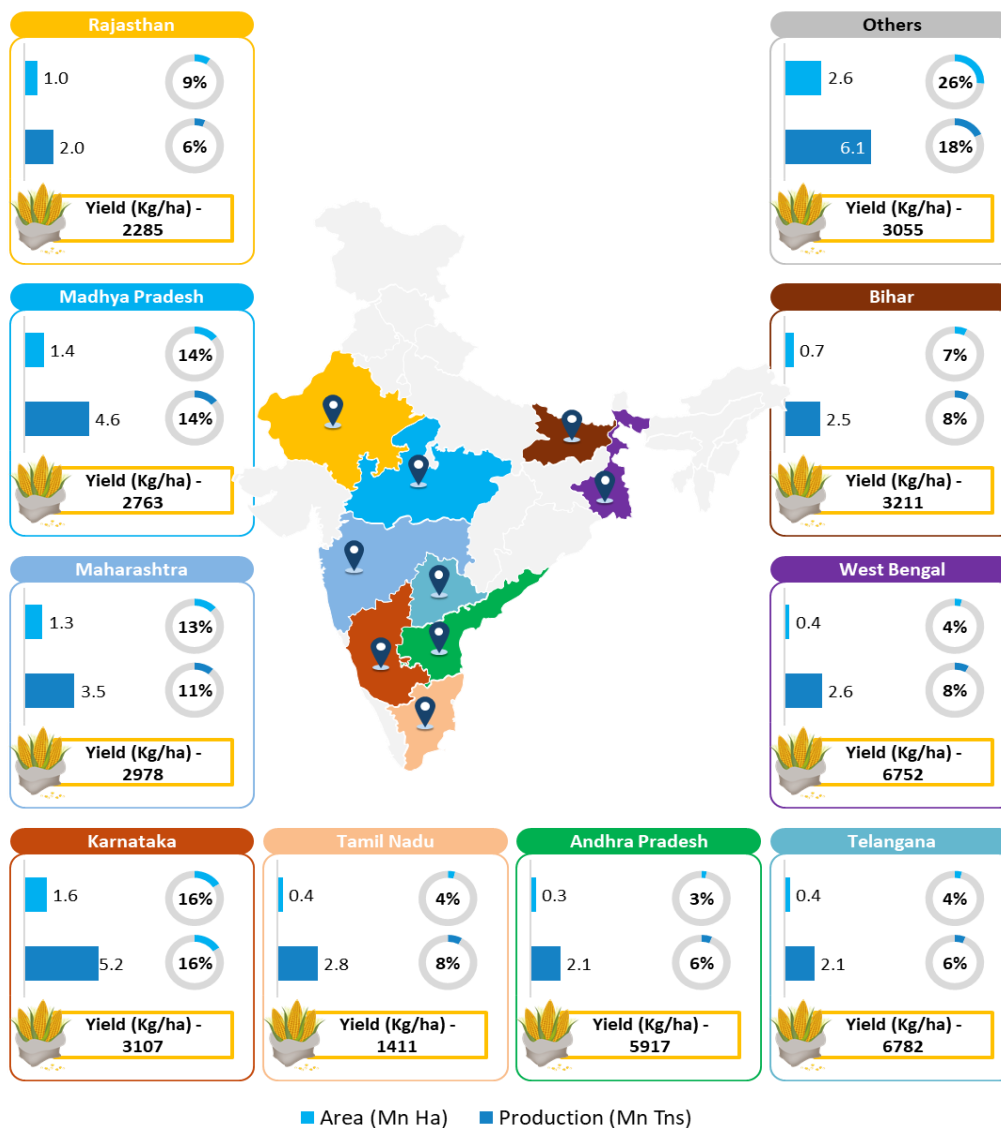 Rajasthan
1.0
9%
2.0
6%
Yield (Kg/ha) -
2285
Others
2.6
26%
6.1
18%
Yield (Kg/ha) -
3055
Madhya Pradesh
1.4
14%
4.6
14%
Yield (Kg/ha) -
2763
Bihar
0.7
7%
2.5
8%
Yield (Kg/ha) -
3211
Maharashtra
1.3
13%
3.5
11%
Yield (Kg/ha) -
2978
West Bengal
0.4
4%
2.6
8%
Yield (Kg/ha) -
6752
Karnataka
1.6
16%
5.2
16%
Yield (Kg/ha) -
3107
Tamil Nadu
0.4
4%
2.8
8%
Yield (Kg/ha) -
1411
Andhra Pradesh
0.3
3%
2.1
6%
Yield (Kg/ha) -
5917
Telangana
0.4
4%
2.1
6%
Yield (Kg/ha) -
6782
Area (Mn Ha)
Production (Mn Tns)